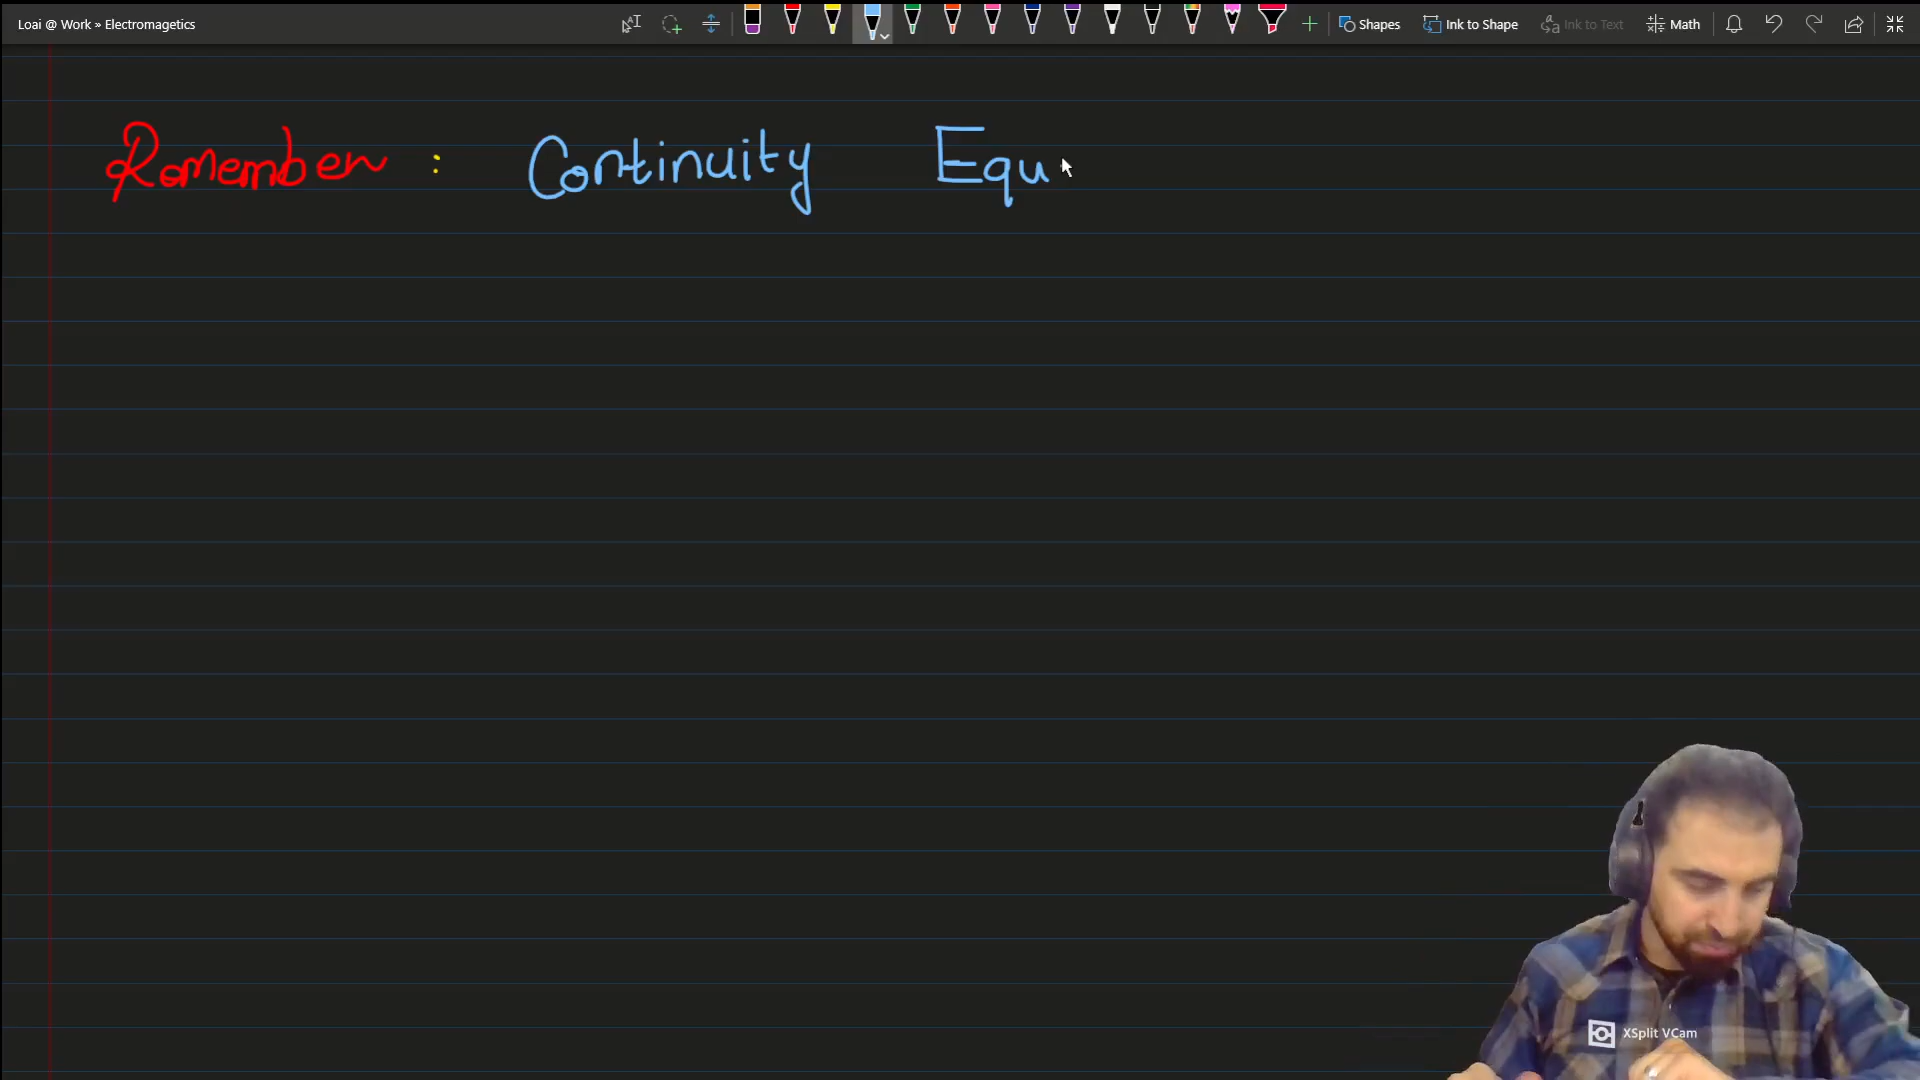 Loai @ Work » Electromagetics
Shapes Ink to Shape Ink to Text Math
Remember : Continuity Equ
XSplit VCam